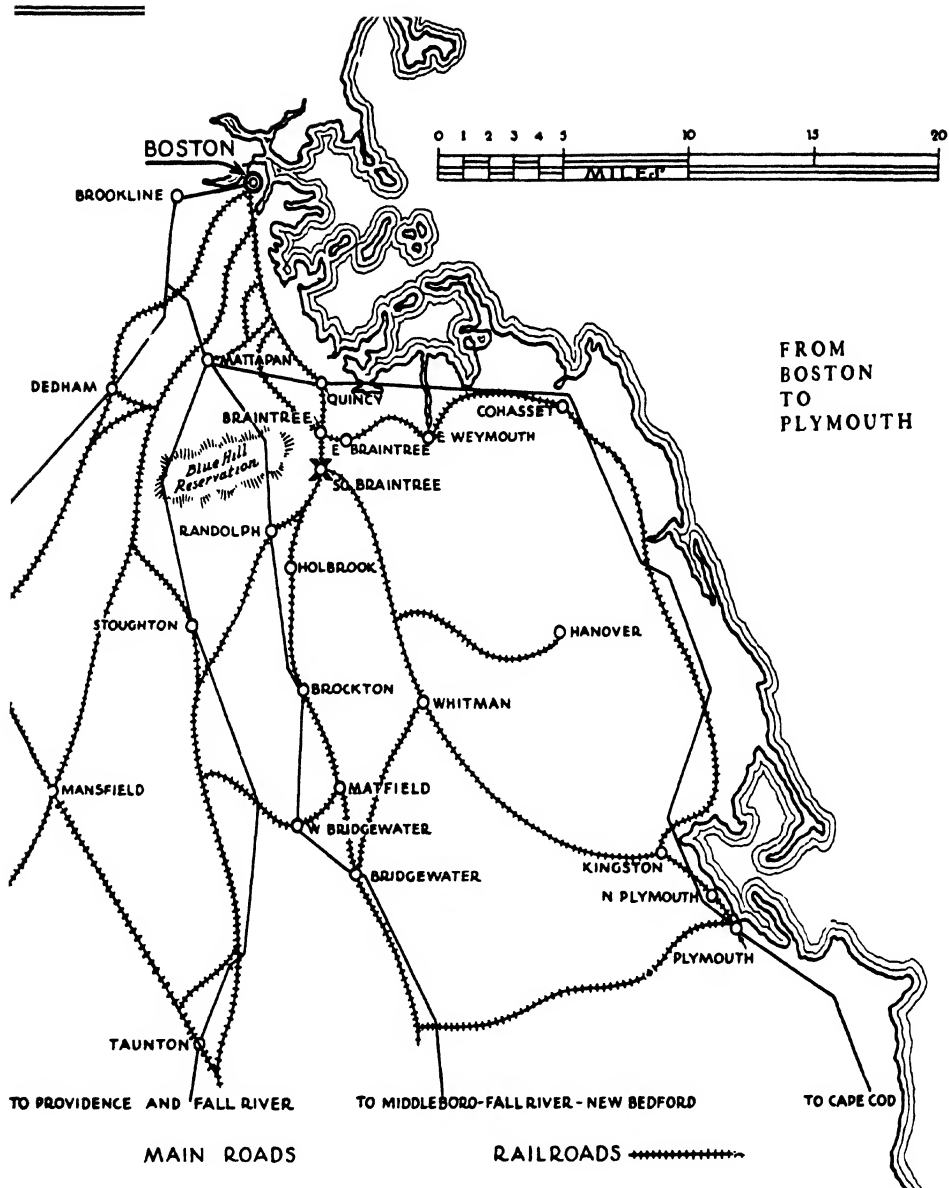 0 1 2 3 4 5 10 15 20
MILES
BOSTON
BROOKLINE
FROM
BOSTON
TO
PLYMOUTH
MATTAPAN
DEDHAM
QUINCY
COHASSET
BRAINTREE
E WEYMOUTH
E BRAINTREE
Blue Hill
Reservation
SO BRAINTREE
RANDOLPH
HOLBROOK
STOUGHTON
HANOVER
BROCKTON
WHITMAN
MANSFIELD
MATFIELD
W BRIDGEWATER
KINGSTON
BRIDGEWATER
N PLYMOUTH
PLYMOUTH
TAUNTON
TO PROVIDENCE AND FALL RIVER
TO MIDDLEBORO-FALL RIVER-NEW BEDFORD
TO CAPE COD
MAIN ROADS
RAILROADS